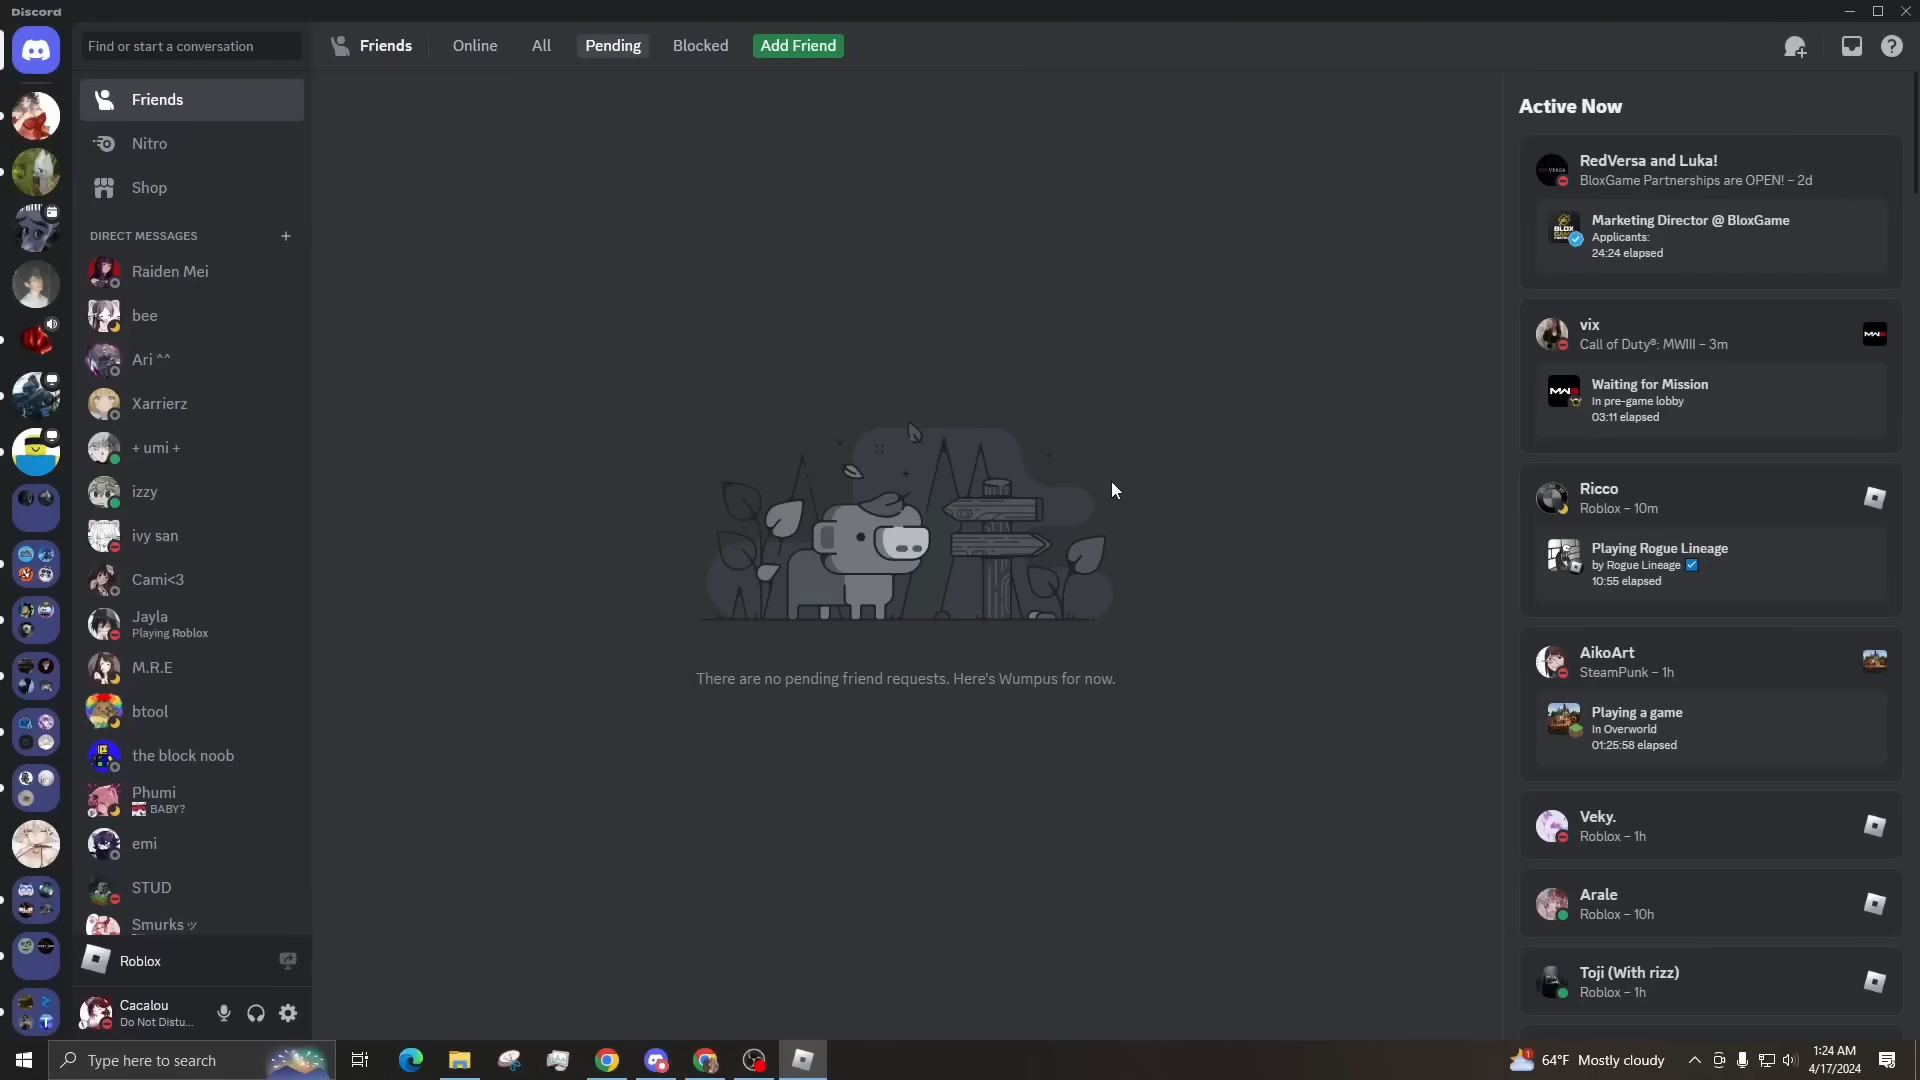 Discord
Find or start a conversation
Friends
Online
All
Pending
Blocked
Add Friend
Friends
Nitro
Shop
DIRECT MESSAGES
Raiden Mei
bee
Ari ^^
Xarrierz
+ umi +
izzy
ivy san
Cami<3
Jayla
Playing Roblox
M.R.E
btool
the block noob
Phumi
BABY?
emi
STUD
Smurksッ
Roblox
Cacalou
Do Not Distu...
There are no pending friend requests. Here's Wumpus for now.
Active Now
RedVersa and Luka!
BloxGame Partnerships are OPEN! – 2d
Marketing Director @ BloxGame
Applicants:
24:24 elapsed
vix
Call of Duty®: MWIII – 3m
Waiting for Mission
In pre-game lobby
03:11 elapsed
Ricco
Roblox – 10m
Playing Rogue Lineage
by Rogue Lineage
10:55 elapsed
AikoArt
SteamPunk – 1h
Playing a game
In Overworld
01:25:58 elapsed
Veky.
Roblox – 1h
Arale
Roblox – 10h
Toji (With rizz)
Roblox – 1h
Type here to search
64°F Mostly cloudy
1:24 AM
4/17/2024